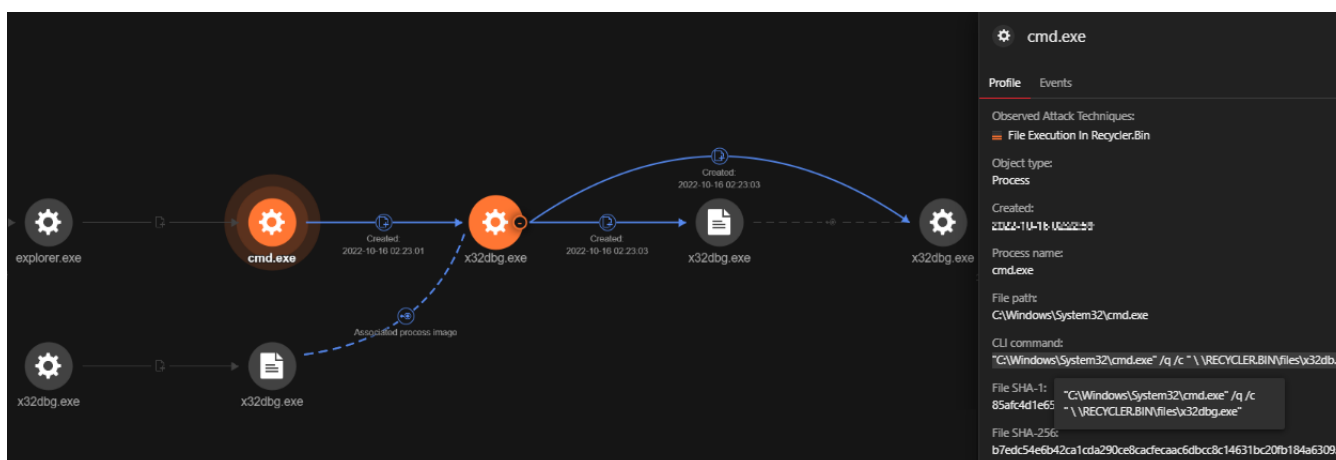 cmd.exe
Profile Events
Observed Attack Techniques:
File Execution In Recycler.Bin
Object type:
Process
Created:
Process name:
cmd.exe
File path:
C:\Windows\System32\cmd.exe
CLI command:
"C:\Windows\System32\cmd.exe" /q /c " \ \RECYCLER.BIN\files\x32db.
File SHA-1:
85afc4d1e65
"C:\Windows\System32\cmd.exe" /q /c
" \ \RECYCLER.BIN\files\x32dbg.exe"
File SHA-256:
b7edc54e6b42ca1cda290ce8cacfecaac6dbcc8c14631bc20fb184a6309
Created:
2022-10-16 02:23:03
explorer.exe
cmd.exe
Created:
2022-10-16 02:23:01
x32dbg.exe
Created:
2022-10-16 02:23:03
x32dbg.exe
x32dbg.exe
Associated process image
x32dbg.exe
x32dbg.exe